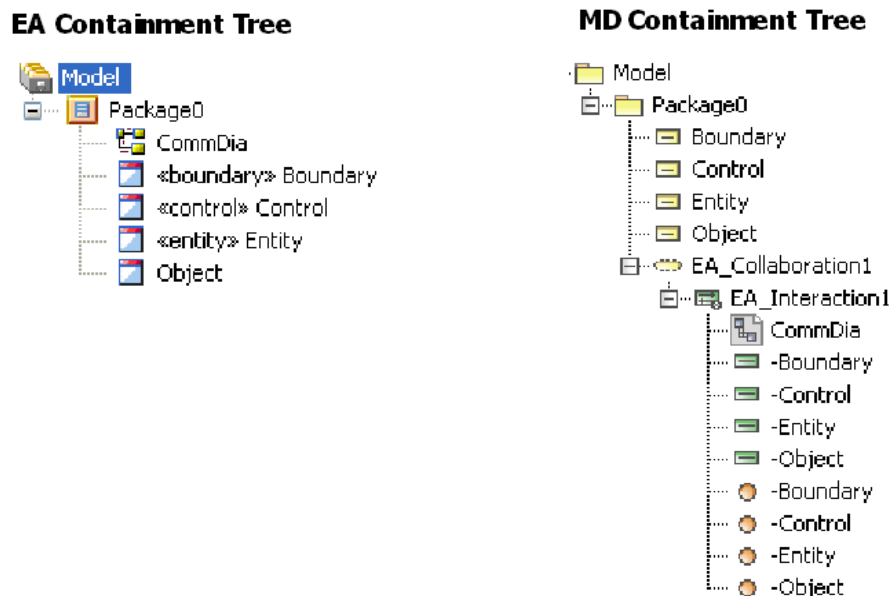 EA Containment Tree
Model
Package0
CommDia
«boundary» Boundary
«control» Control
«entity» Entity
Object
MD Containment Tree
Model
Package0
Boundary
Control
Entity
Object
EA_Collaboration1
EA_Interaction1
CommDia
-Boundary
-Control
-Entity
-Object
-Boundary
-Control
-Entity
-Object